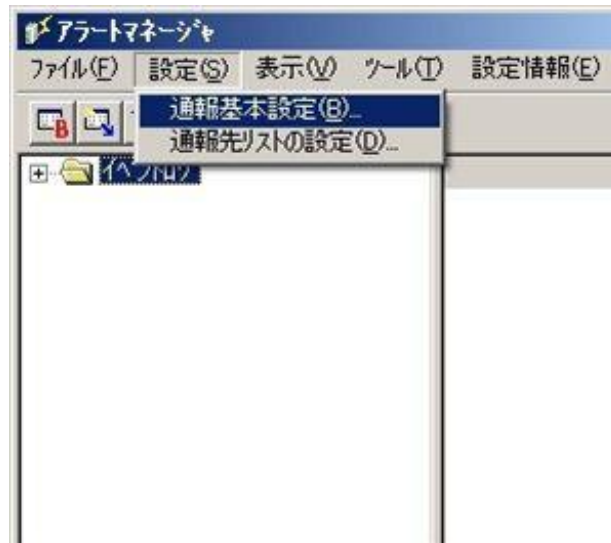 アラートマネージャ
ファイル(F) 設定(S) 表示(V) ツール(T) 設定情報(E)
通報基本設定(B)...
通報先リストの設定(D)...
イベントログ